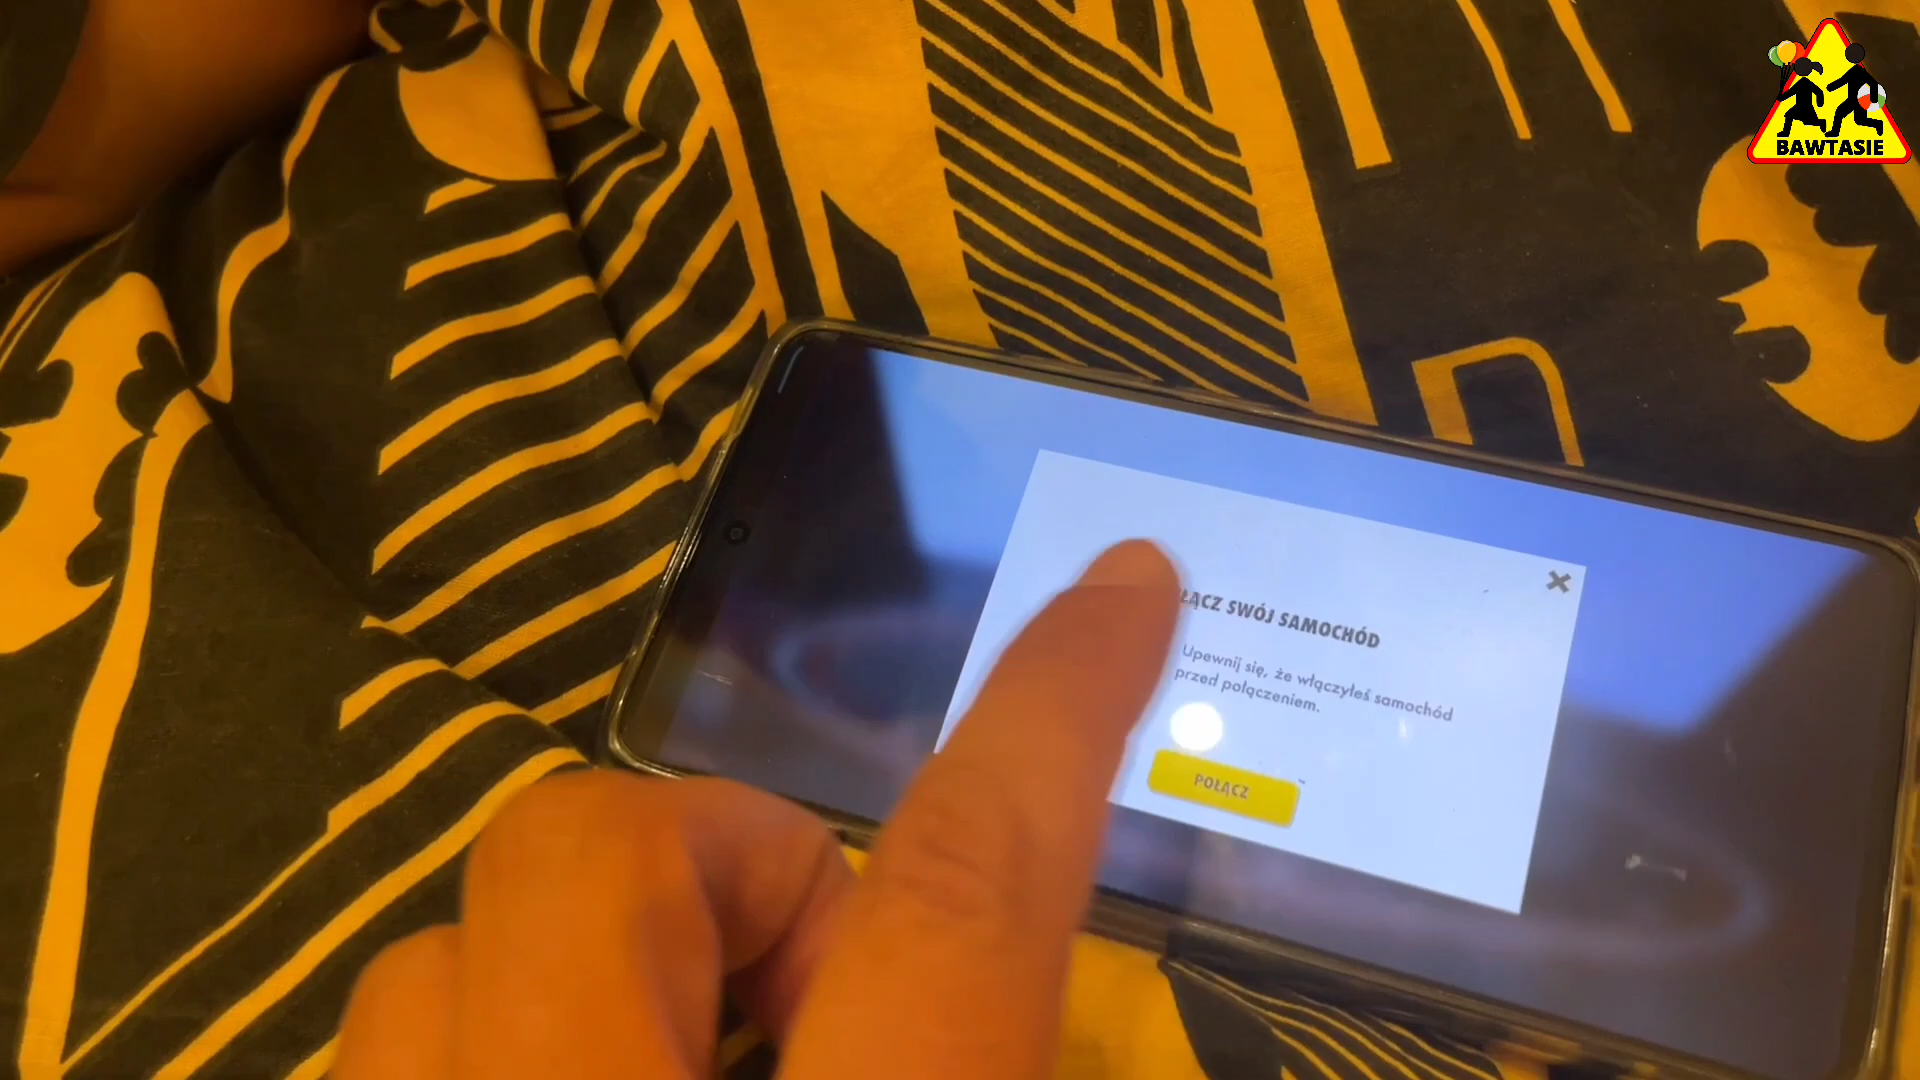 BAWTASIE
ŁĄCZ SWÓJ SAMOCHÓD
Upewnij się, że włączyłeś samochód
przed połączeniem.
POŁĄCZ